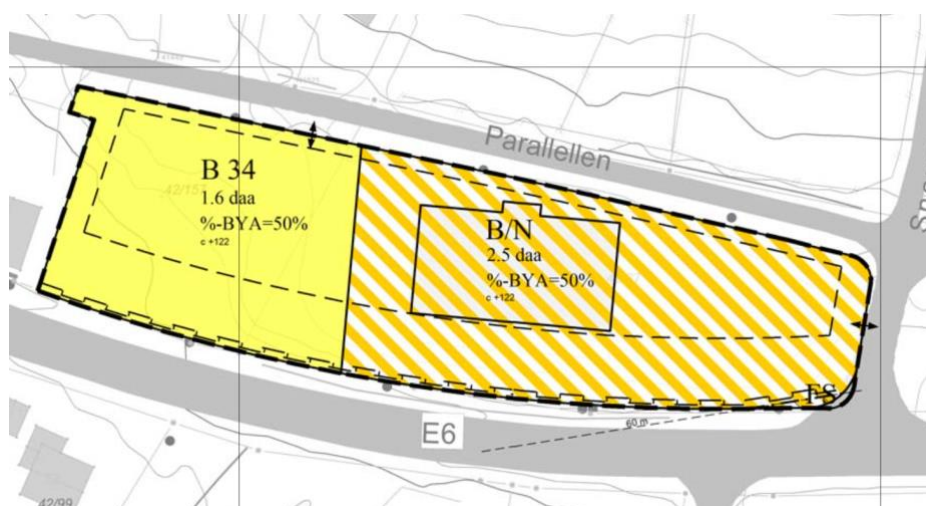 Parallellen
B 34
42/157
1.6 daa
%-BYA=50%
c +122
B/N
2.5 daa
%-BYA=50%
c +122
FS
60 m
E6
42/99